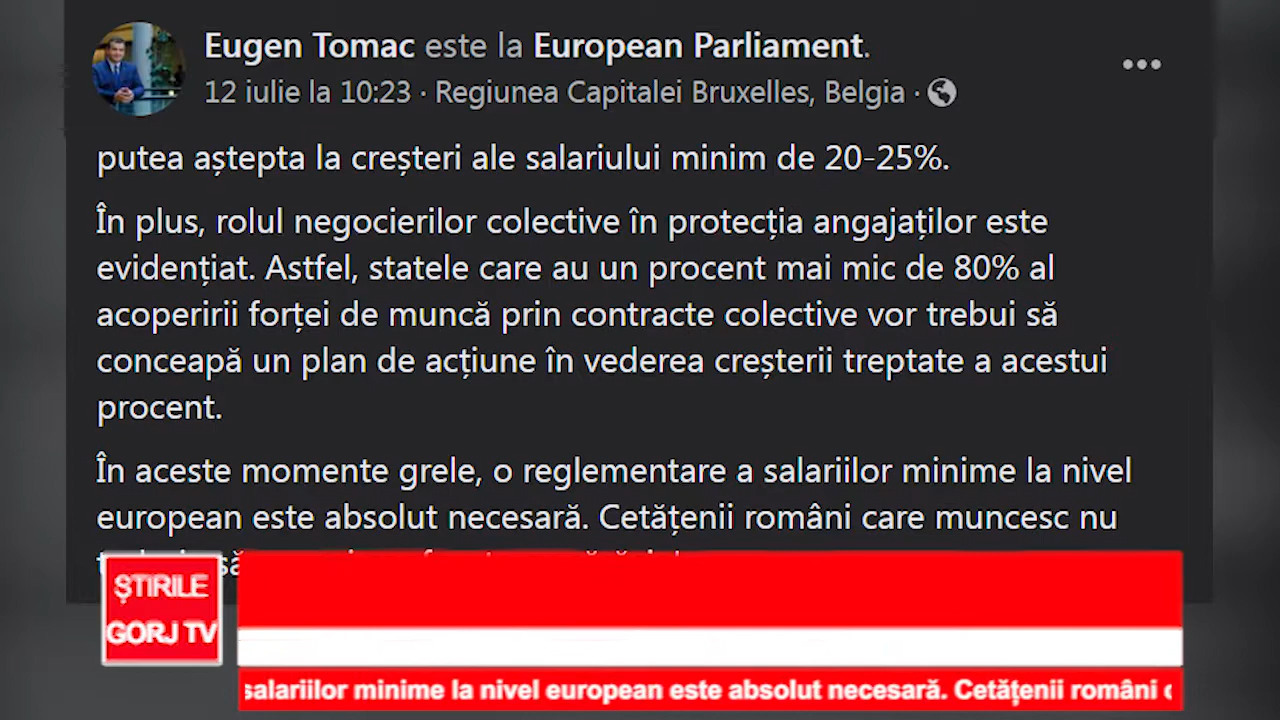 Eugen Tomac este la European Parliament.
12 iulie la 10:23 · Regiunea Capitalei Bruxelles, Belgia ·
putea aștepta la creșteri ale salariului minim de 20-25%.
În plus, rolul negocierilor colective în protecția angajaților este
evidențiat. Astfel, statele care au un procent mai mic de 80% al
acoperirii forței de muncă prin contracte colective vor trebui să
conceapă un plan de acțiune în vederea creșterii treptate a acestui
procent.
În aceste momente grele, o reglementare a salariilor minime la nivel
european este absolut necesară. Cetățenii români care muncesc nu
ȘTIRILE
GORJ TV
salariilor minime la nivel european este absolut necesară. Cetățenii români